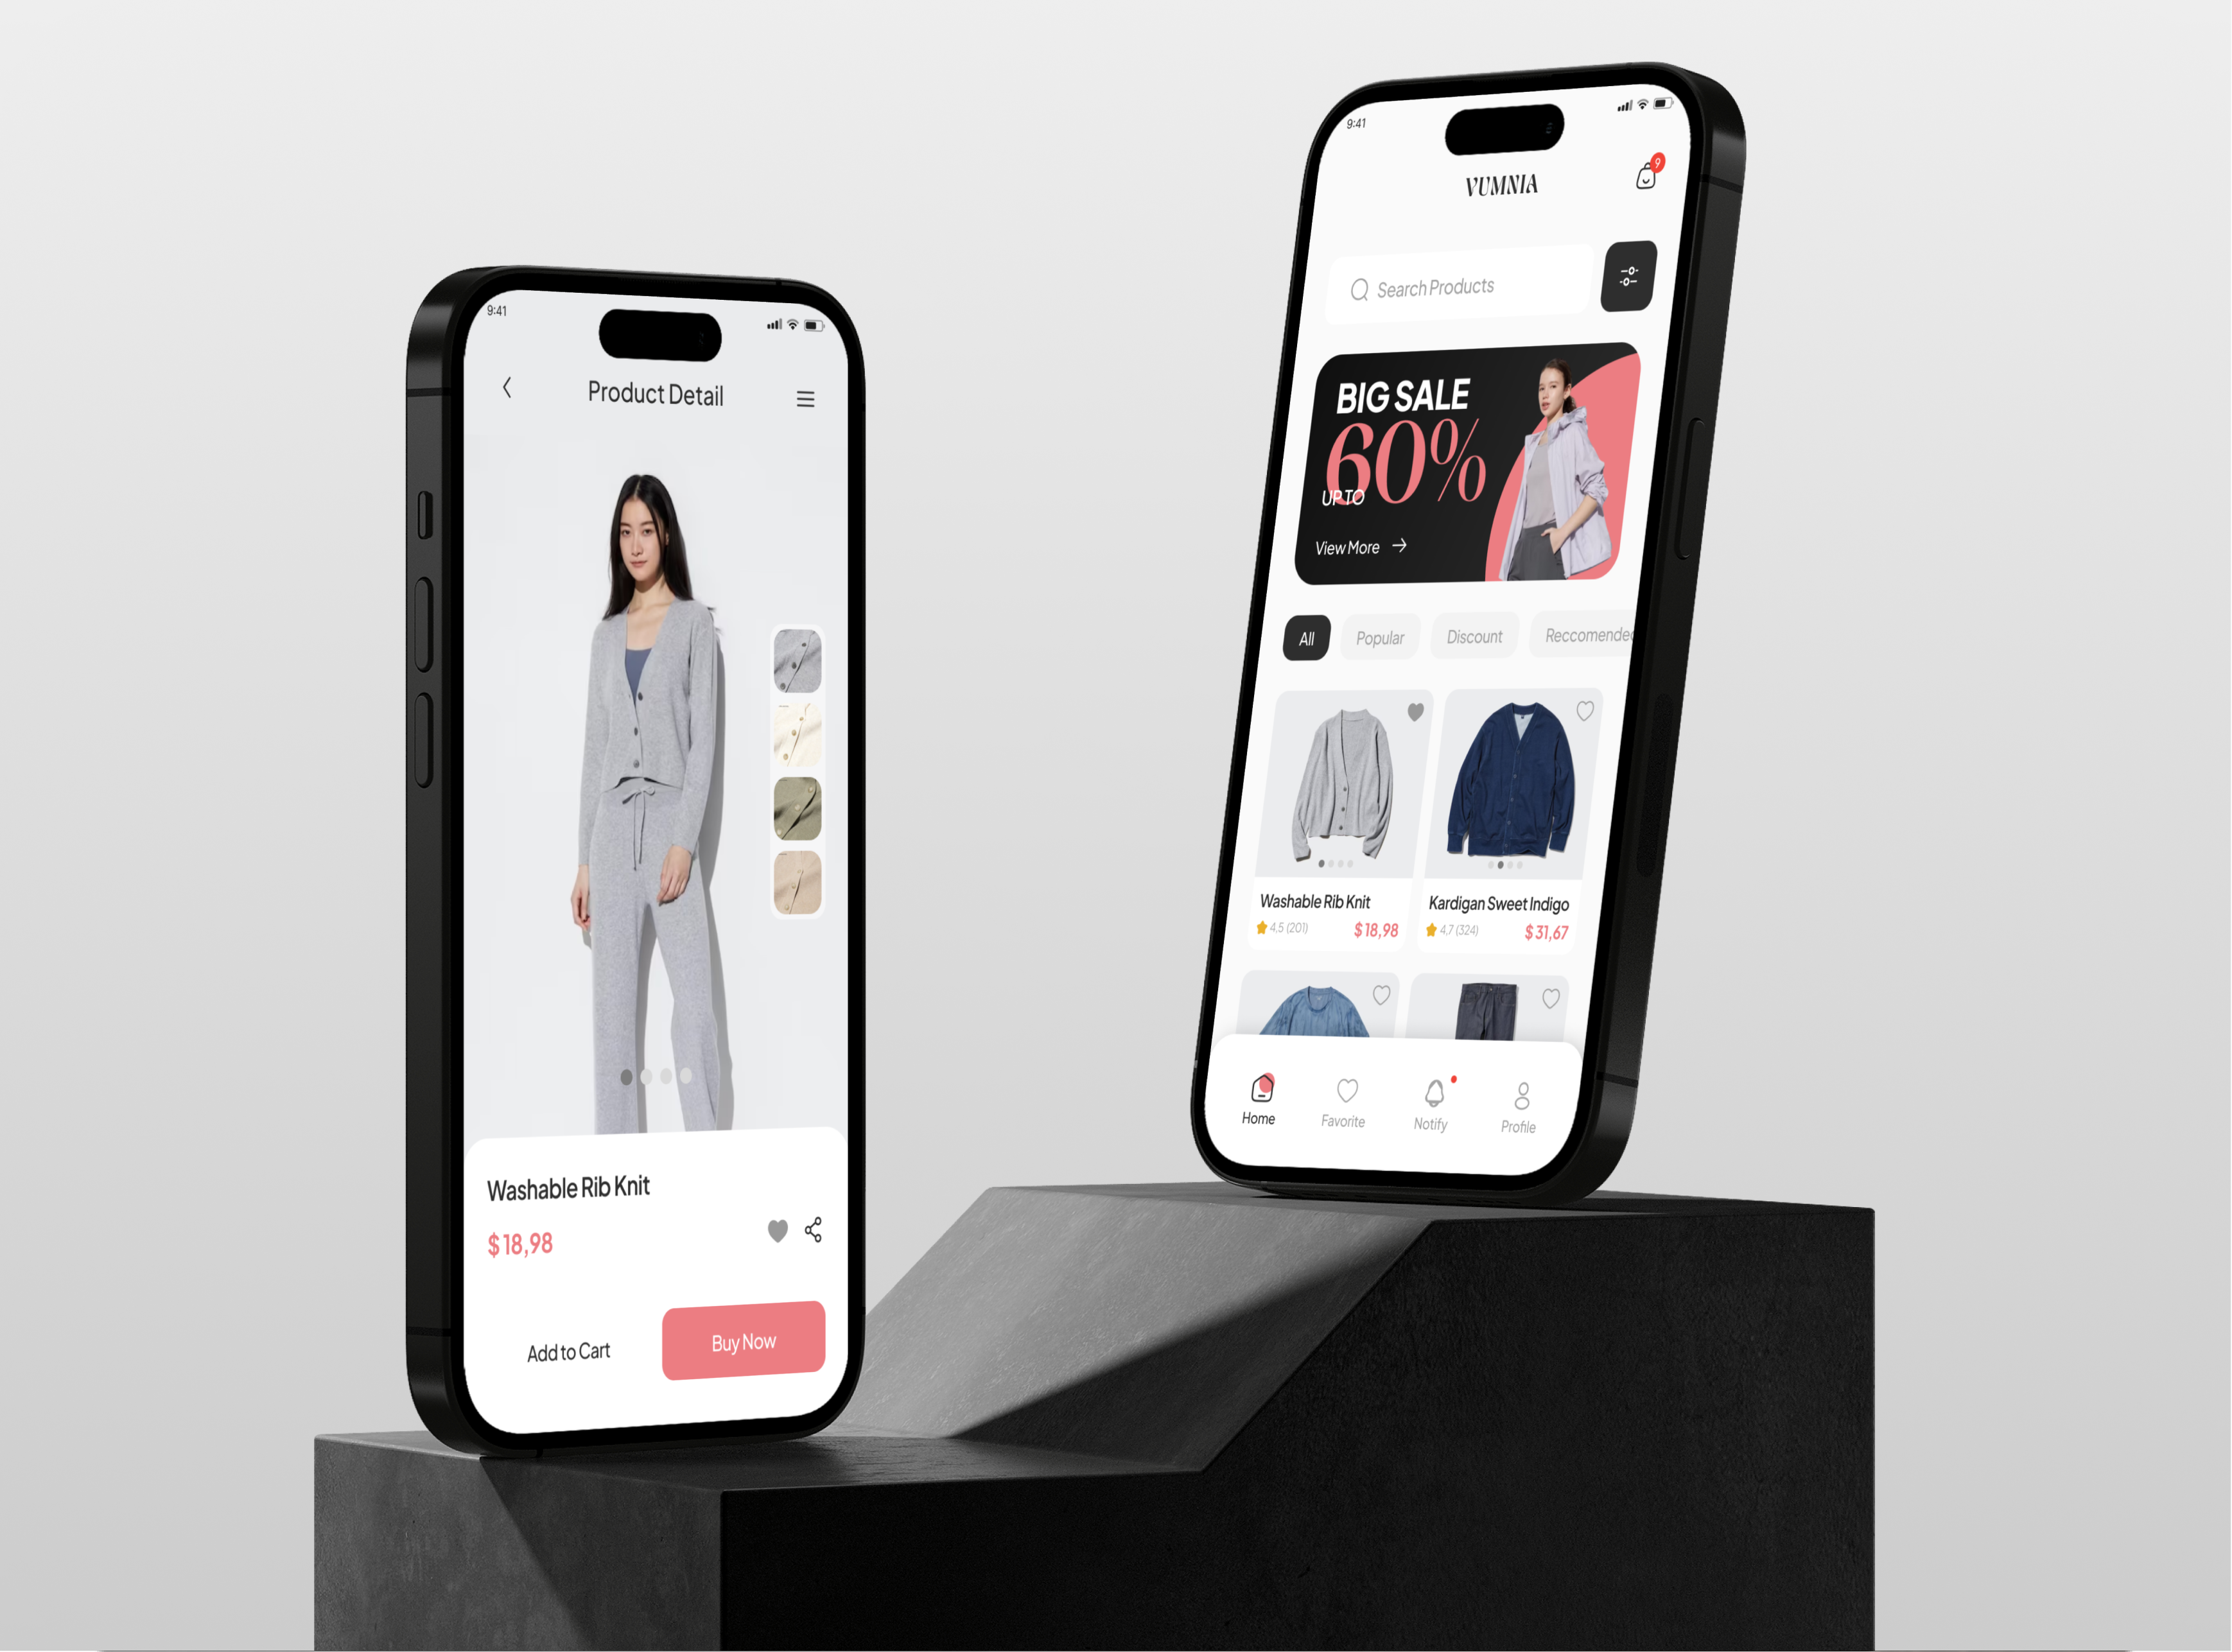 9:41
Product Detail
Washable Rib Knit
$18,98
Add to Cart
Buy Now
9:41
9
VUMNIA
Search Products
BIG SALE
60%
UP TO
View More
All
Popular
Discount
Reccomended
Washable Rib Knit
4,5 (201)
$18,98
Kardigan Sweet Indigo
4,7 (324)
$31,67
Home
Favorite
Notify
Profile